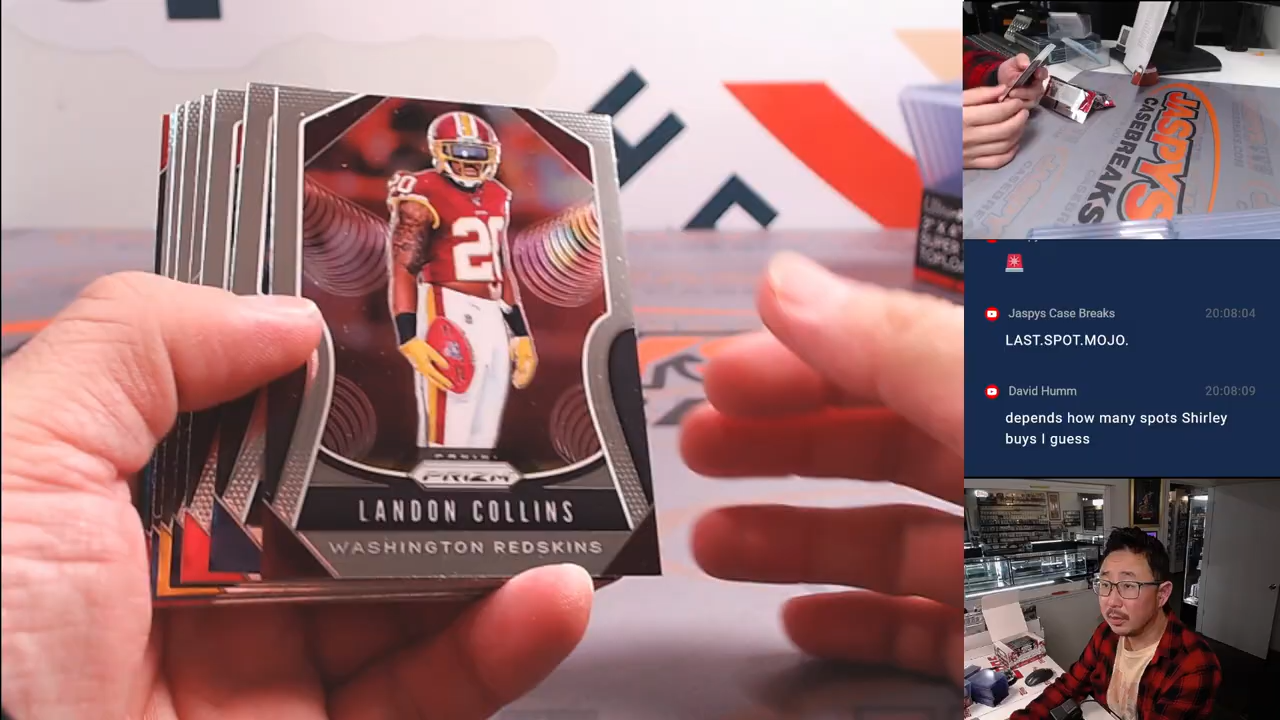 20
20
PANINI
PRIZM
LANDON COLLINS
WASHINGTON REDSKINS
JASPYS
CASEBREAKS
Jaspys Case Breaks 20:08:04
LAST.SPOT.MOJO.
David Humm 20:08:09
depends how many spots Shirley
buys I guess